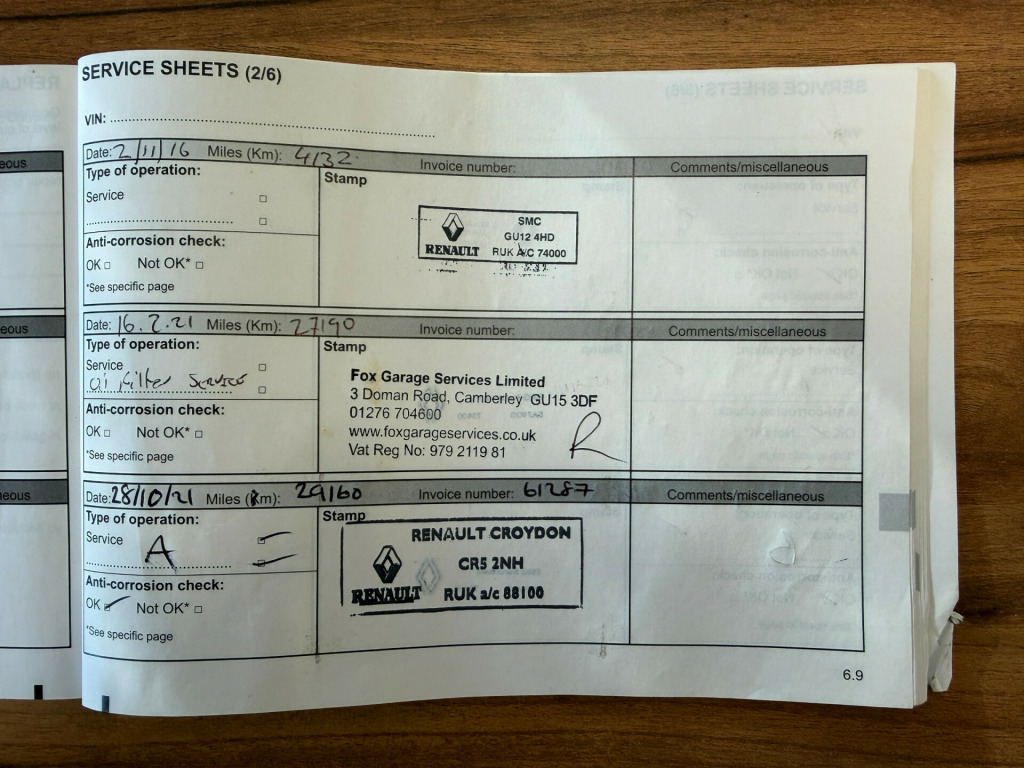 SERVICE SHEETS (2/6)
VIN:
Date: 2/11/16 Miles (Km): 4132 Invoice number: Comments/miscellaneous
Type of operation:
Service
Stamp
SMC
GU12 4HD
RENAULT RUK A/C 74000
Anti-corrosion check:
OK Not OK*
*See specific page
Date: 16.2.21 Miles (Km): 27190 Invoice number: Comments/miscellaneous
Type of operation:
Service
Oil Filter SERVICE
Stamp
Fox Garage Services Limited
3 Doman Road, Camberley GU15 3DF
01276 704600
www.foxgarageservices.co.uk
Vat Reg No: 979 2119 81
R
Anti-corrosion check:
OK Not OK*
*See specific page
Date: 28/10/21 Miles (Km): 29160 Invoice number: 61287 Comments/miscellaneous
Type of operation:
Service
A
Stamp
RENAULT CROYDON
CR5 2NH
RENAULT RUK a/c 88100
Anti-corrosion check:
OK Not OK*
*See specific page
6.9
eous
eous
neous